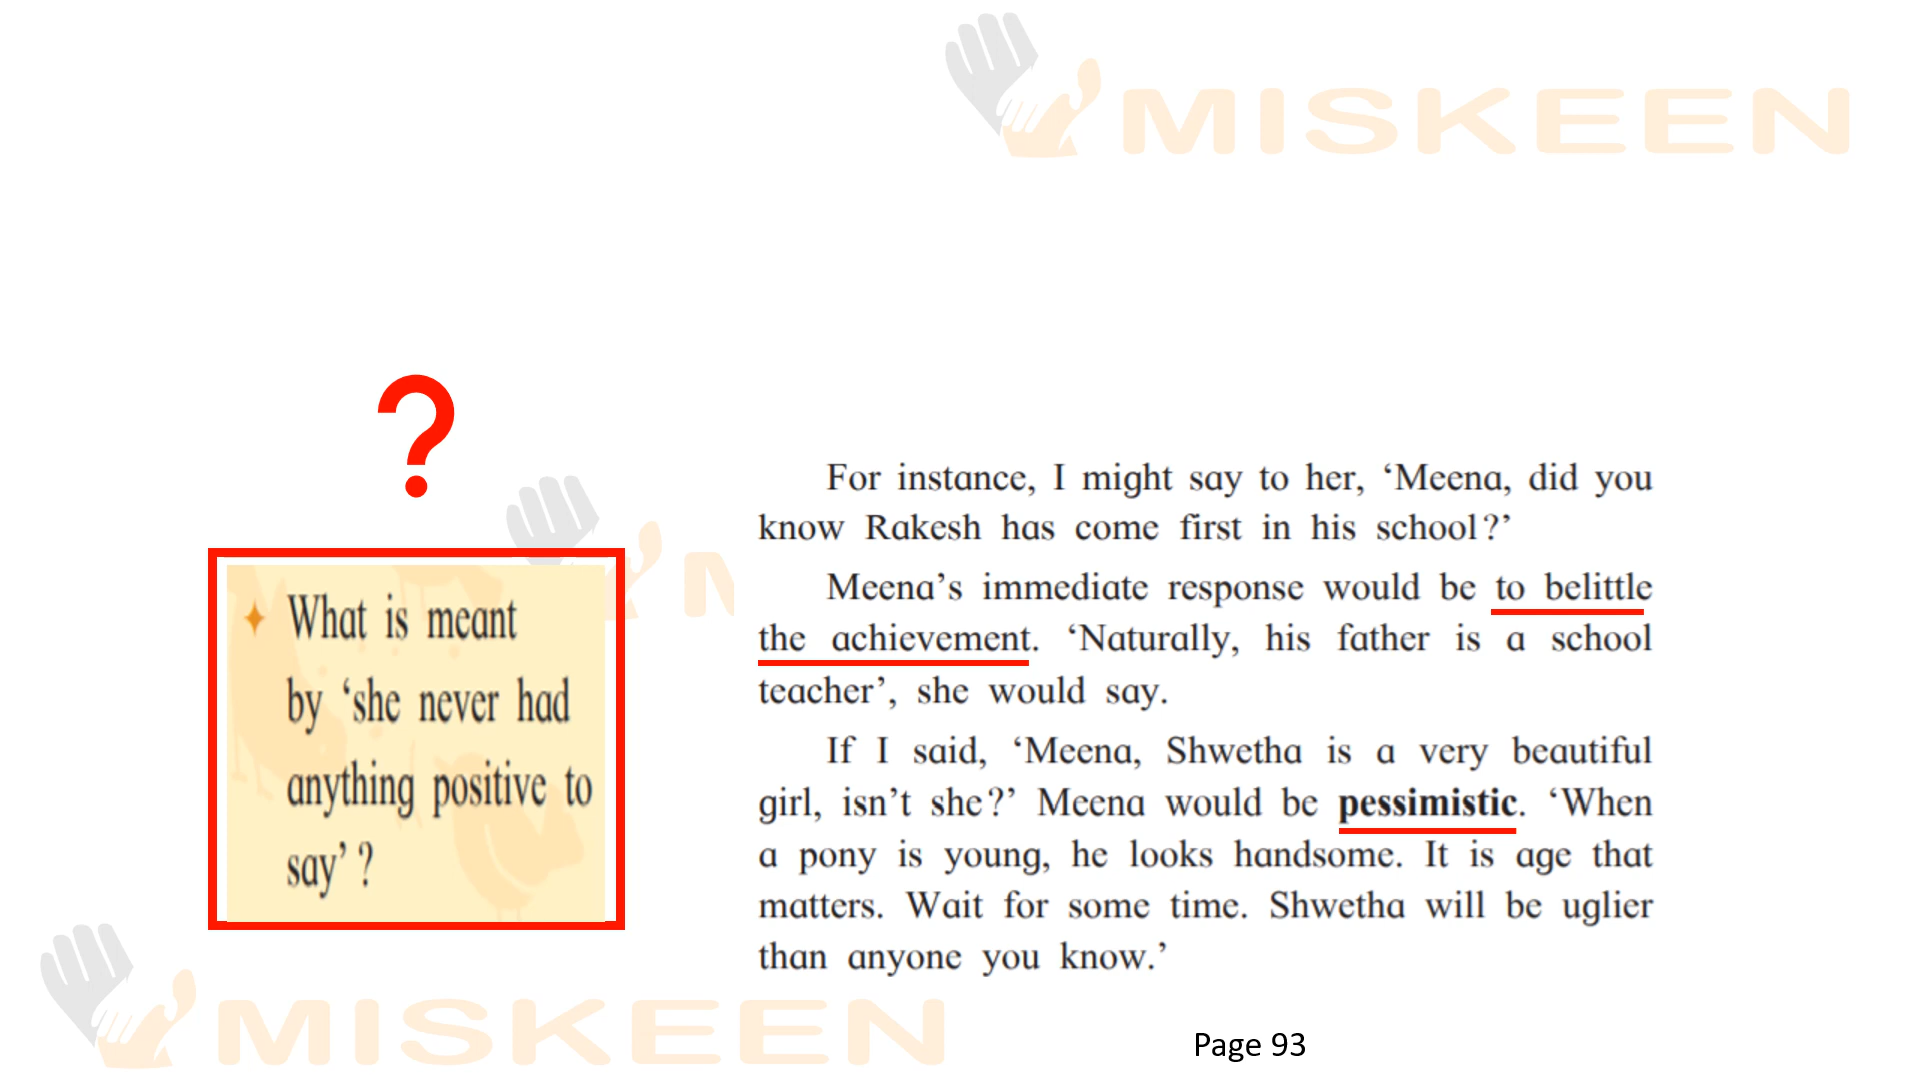 MISKEEN
?
What is meant
by ‘she never had
anything positive to
say’ ?
For instance, I might say to her, ‘Meena, did you
know Rakesh has come first in his school?’
Meena’s immediate response would be to belittle
the achievement. ‘Naturally, his father is a school
teacher’, she would say.
If I said, ‘Meena, Shwetha is a very beautiful
girl, isn’t she?’ Meena would be pessimistic. ‘When
a pony is young, he looks handsome. It is age that
matters. Wait for some time. Shwetha will be uglier
than anyone you know.’
MISKEEN
Page 93